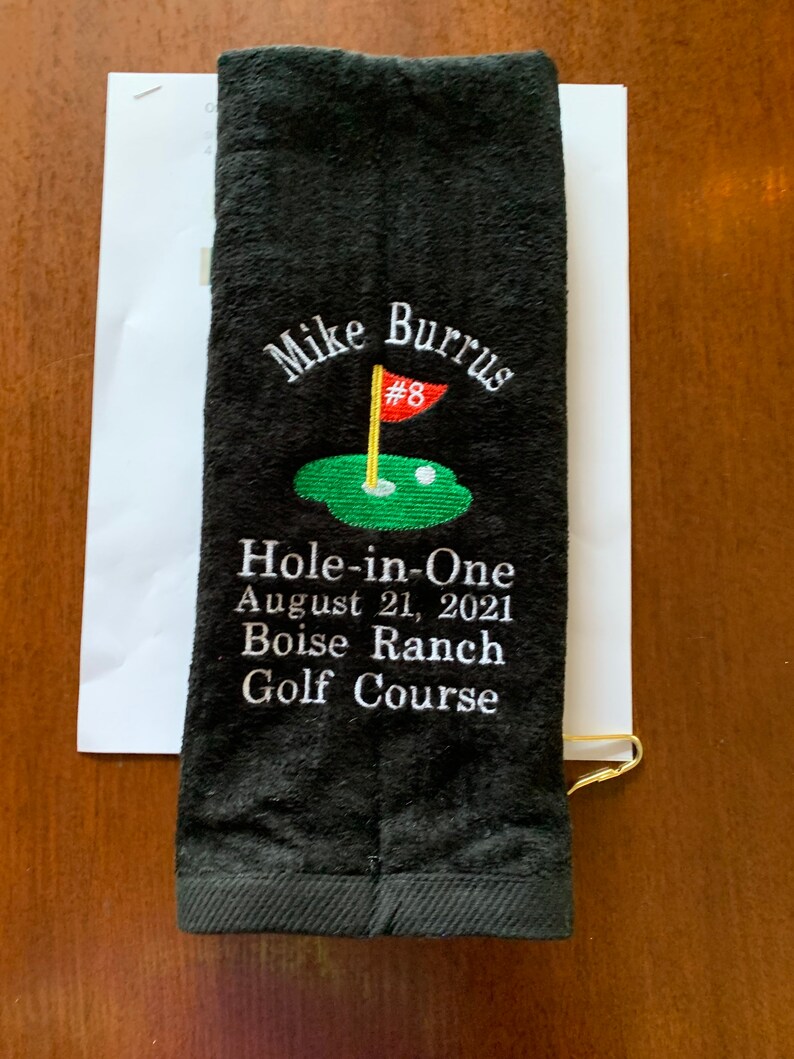 Mike Burrus
#8
Hole-in-One
August 21, 2021
Boise Ranch
Golf Course